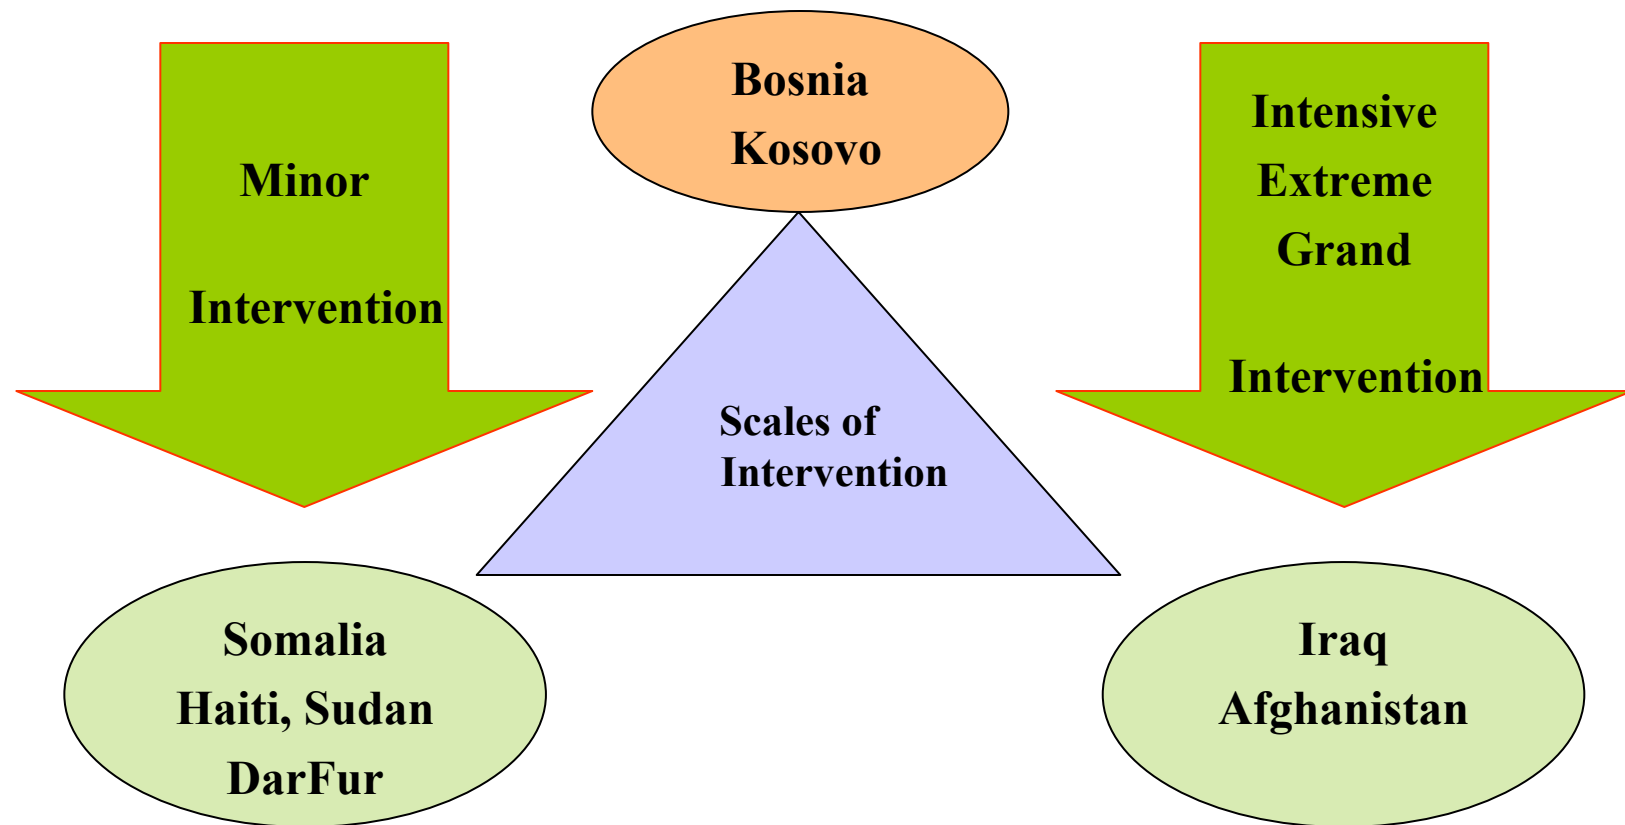 Minor
Intervention
Bosnia
Kosovo
Intensive
Extreme
Grand
Intervention
Scales of
Intervention
Somalia
Haiti, Sudan
DarFur
Iraq
Afghanistan